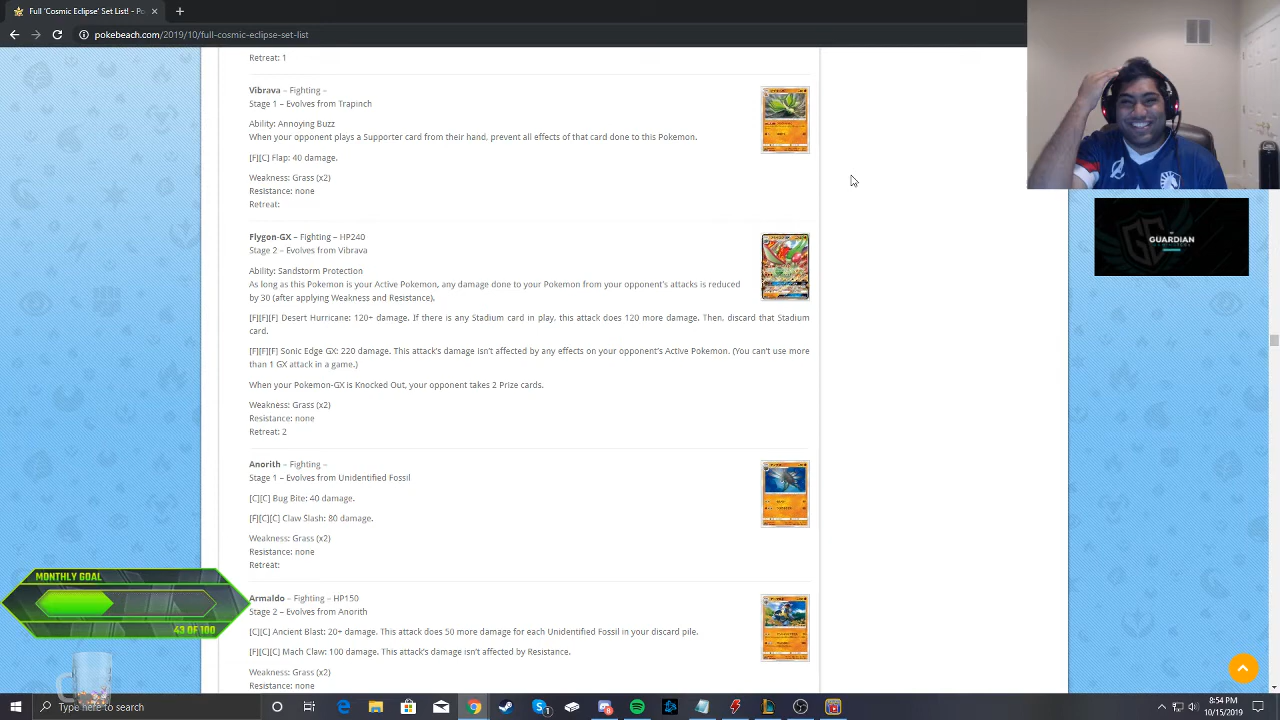 Full 'Cosmic Eclipse' Set List! - Po
pokebeach.com/2019/10/full-cosmic-eclipse-set-list
Retreat: 1
Vibrava – Fighting –
Stage 1 – Evolves from Trapinch
Ability: Annoying Buzz
When your opponent plays a Supporter card from their hand, prevent all effects of that card done to this Pokemon.
[F][C] Flap: 40 damage.
Weakness: Grass (x2)
Resistance: none
Retreat:
Flygon-GX – Fighting – HP240
Stage 2 – Evolves from Vibrava
Ability: Sandstorm Protection
As long as this Pokemon is your Active Pokemon, any damage done to your Pokemon from your opponent's attacks is reduced
by 30 (after applying Weakness and Resistance).
[F][F][F] Desert Hurricane: 120+ damage. If there is any Stadium card in play, this attack does 120 more damage. Then, discard that Stadium
card.
[F][F][F] Sonic Edge GX: 220 damage. This attack's damage isn't affected by any effects on your opponent's Active Pokemon. (You can't use more
than 1 GX attack in a game.)
When your Pokemon-GX is Knocked Out, your opponent takes 2 Prize cards.
Weakness: Grass (x2)
Resistance: none
Retreat: 2
Anorith – Fighting –
Stage 1 – Evolves from Unidentified Fossil
[C][C] Bug Bite: 40 damage.
[F][C][C] Claw Slash: 80 damage.
Weakness: Grass (x2)
Resistance: none
Retreat:
Armaldo – Fighting – HP150
Stage 2 – Evolves from Anorith
[C][C] Ancient Blast: 20+ damage. This attack does 50 more damage for each Unidentified Fossil in your discard pile.
[F][C][C] Mach Claw: 100 damage. This attack's damage isn't affected by Resistance.
Weakness: Grass (x2)
Resistance: none
GUARDIAN
MONTHLY GOAL
43 OF 100
Type here to search
8:54 PM
10/15/2019